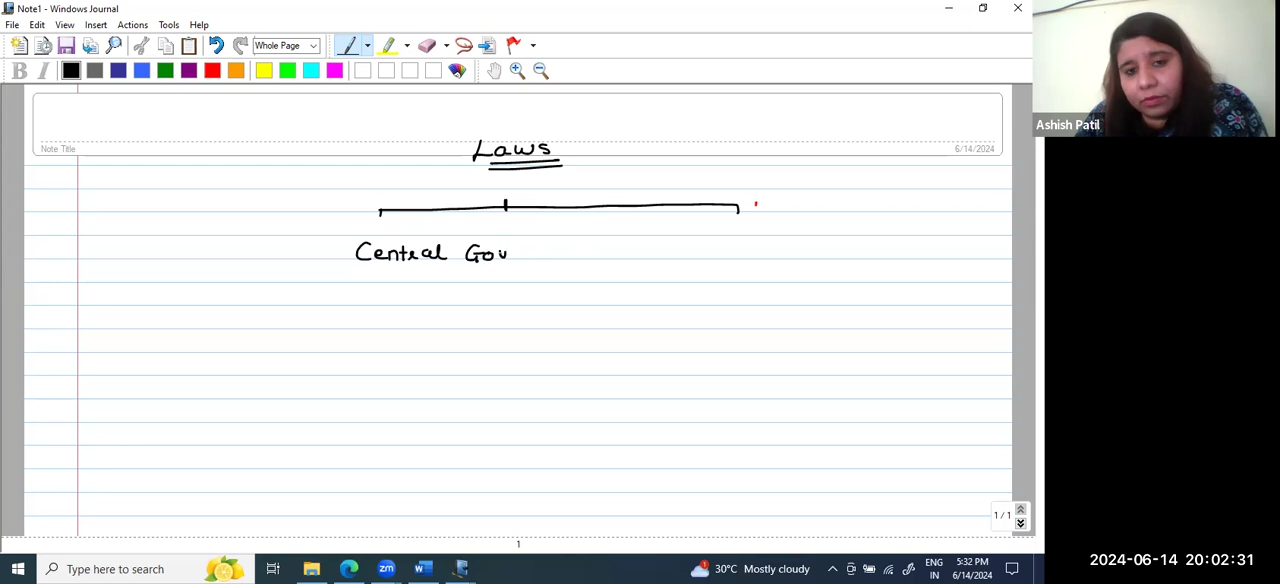 Note1 - Windows Journal
File Edit View Insert Actions Tools Help
Whole Page
B I
Ashish Patil
Laws
Note Title 6/14/2024
Central Gov
1 / 1
1
Type here to search
30°C Mostly cloudy
ENG
IN
5:32 PM
6/14/2024
2024-06-14 20:02:31